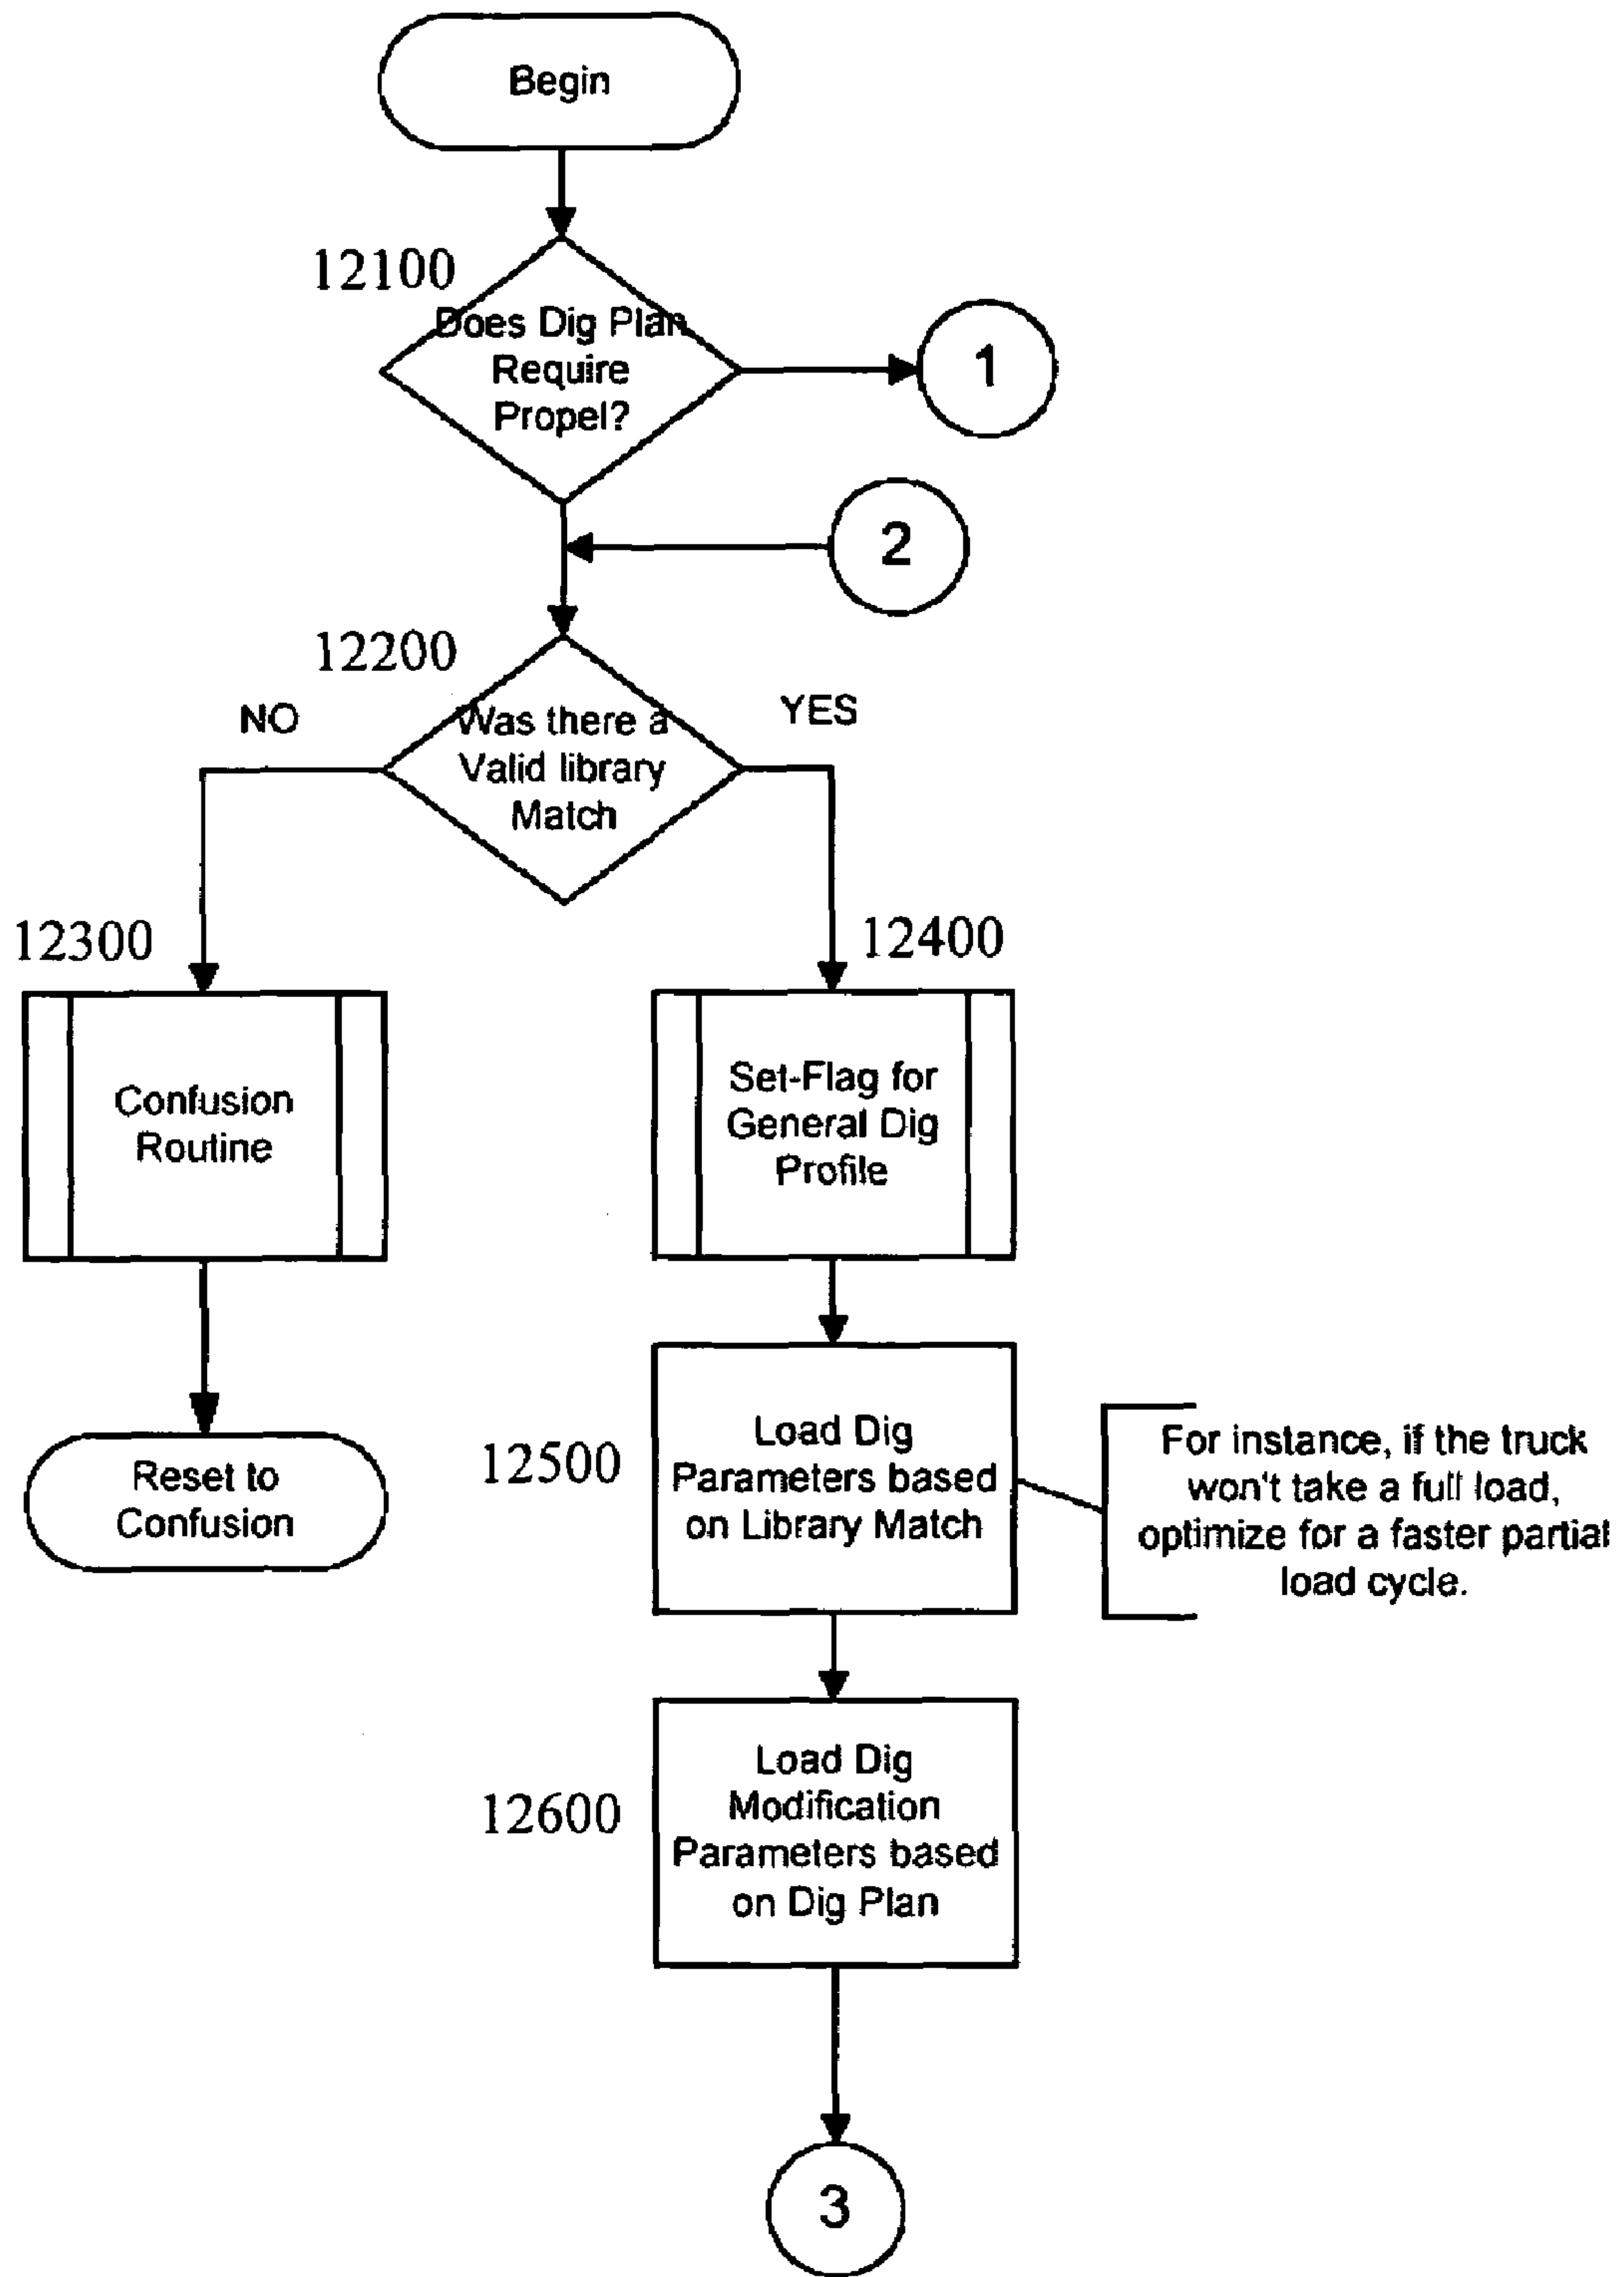 Begin
12100
Does Dig Plan
Require
Propel?
1
2
12200
NO
YES
Was there a
Valid library
Match
12300
12400
Confusion
Routine
Set-Flag for
General Dig
Profile
Reset to
Confusion
12500
Load Dig
Parameters based
on Library Match
For instance, if the truck
won't take a full load,
optimize for a faster partial
load cycle.
12600
Load Dig
Modification
Parameters based
on Dig Plan
3